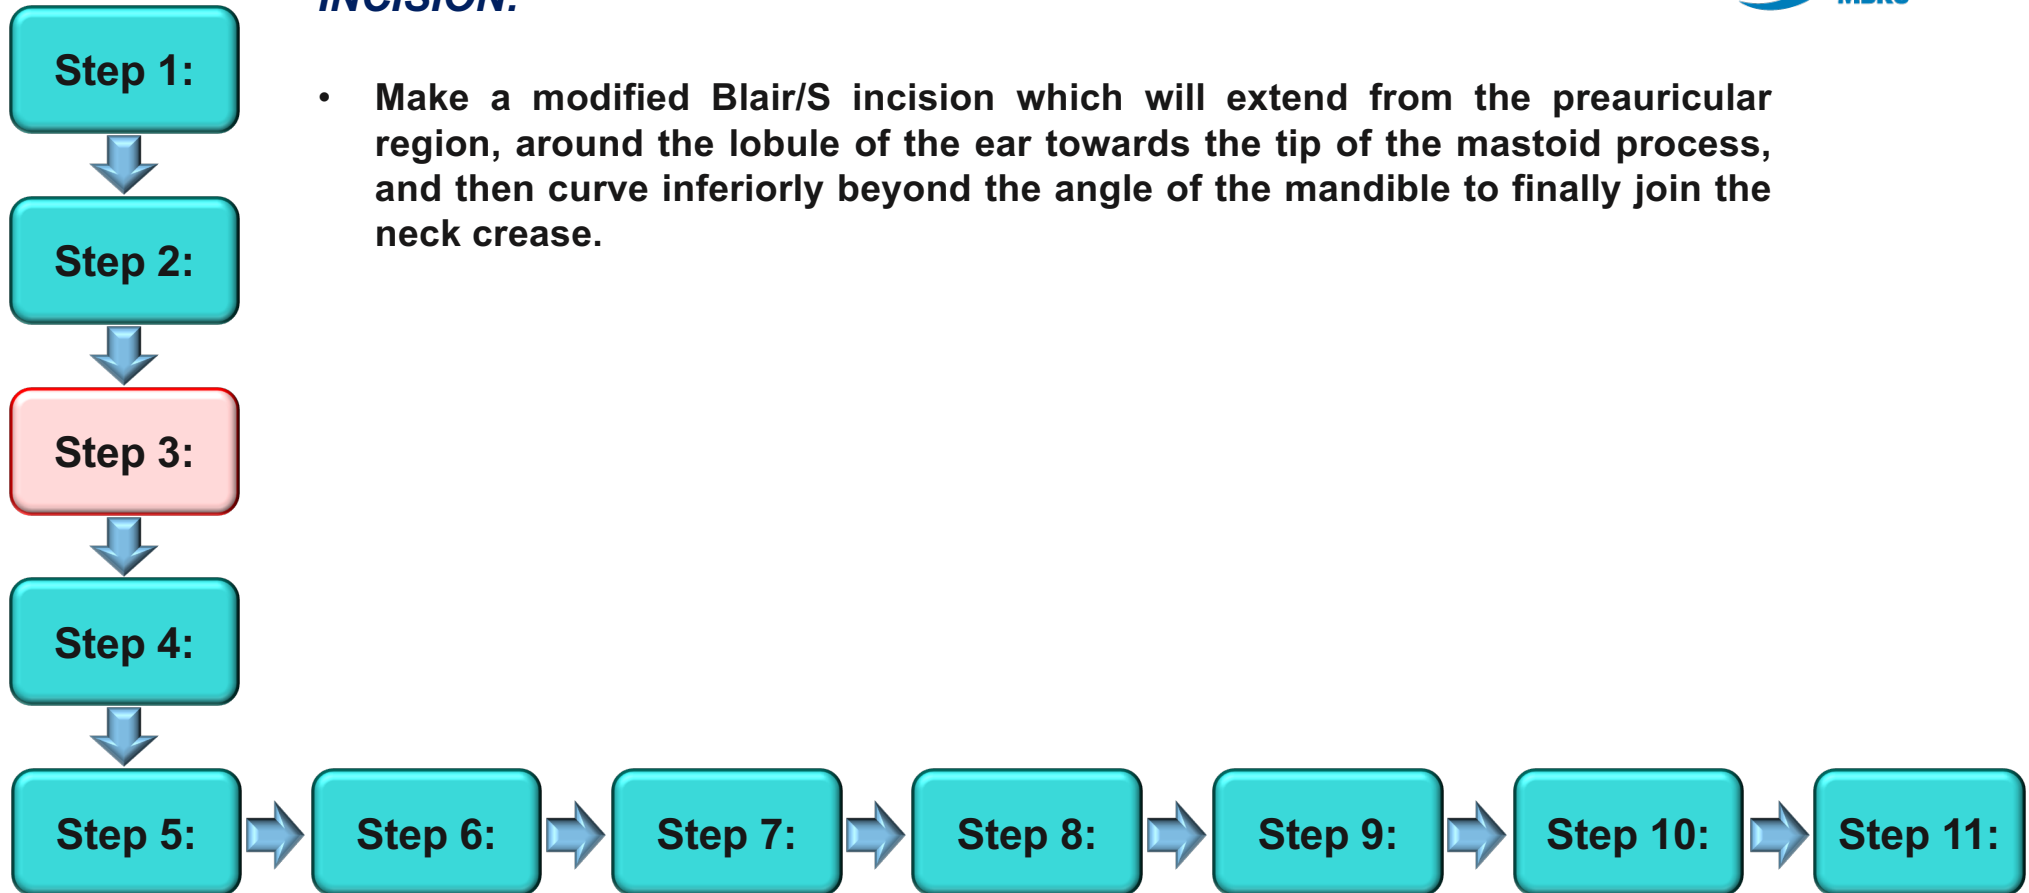 INCISION:
Step 1:
• Make a modified Blair/S incision which will extend from the preauricular
region, around the lobule of the ear towards the tip of the mastoid process,
and then curve inferiorly beyond the angle of the mandible to finally join the
neck crease.
Step 2:
Step 3:
Step 4:
Step 5:
Step 6:
Step 7:
Step 8:
Step 9:
Step 10:
Step 11: